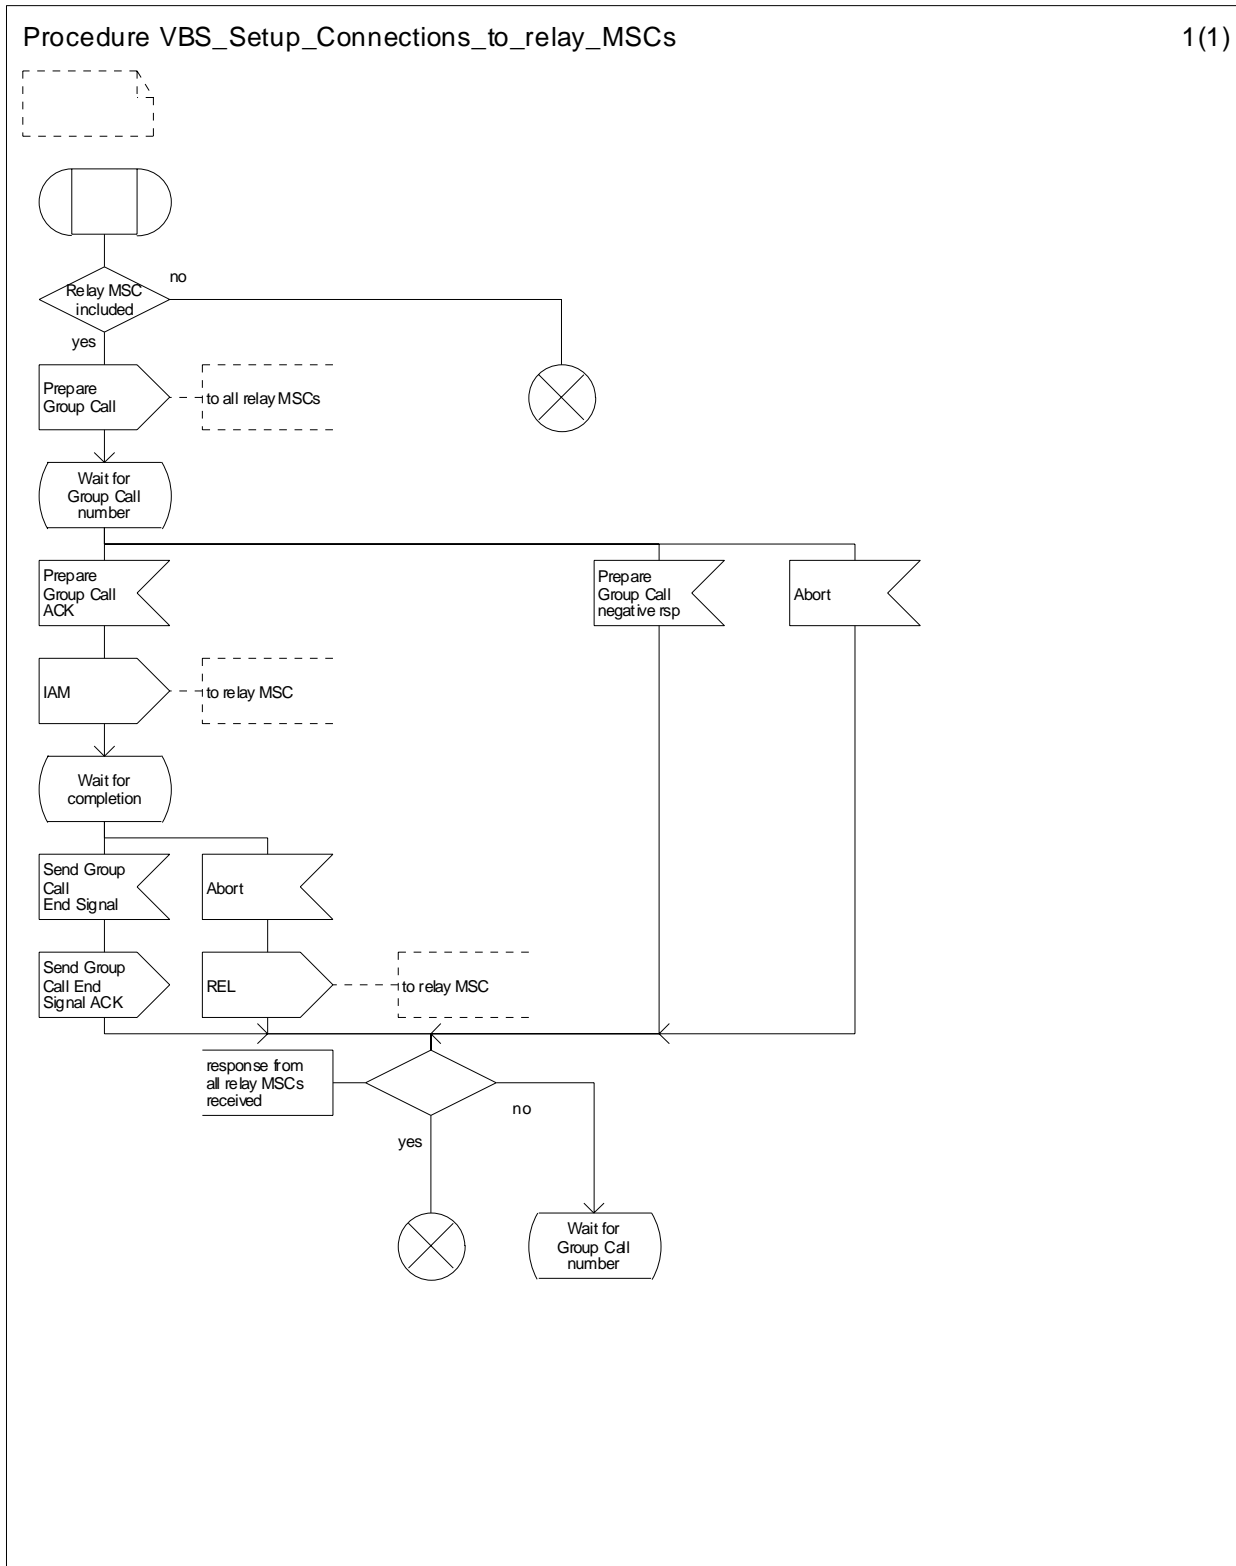 Procedure VBS_Setup_Connections_to_relay_MSCs
1(1)
no
Relay MSC
included
yes
Prepare
Group Call
to all relay MSCs
Wait for
Group Call
number
Prepare
Group Call
ACK
Prepare
Group Call
negative rsp
Abort
IAM
to relay MSC
Wait for
completion
Send Group
Call
End Signal
Abort
Send Group
Call End
Signal ACK
REL
to relay MSC
response from
all relay MSCs
received
no
yes
Wait for
Group Call
number